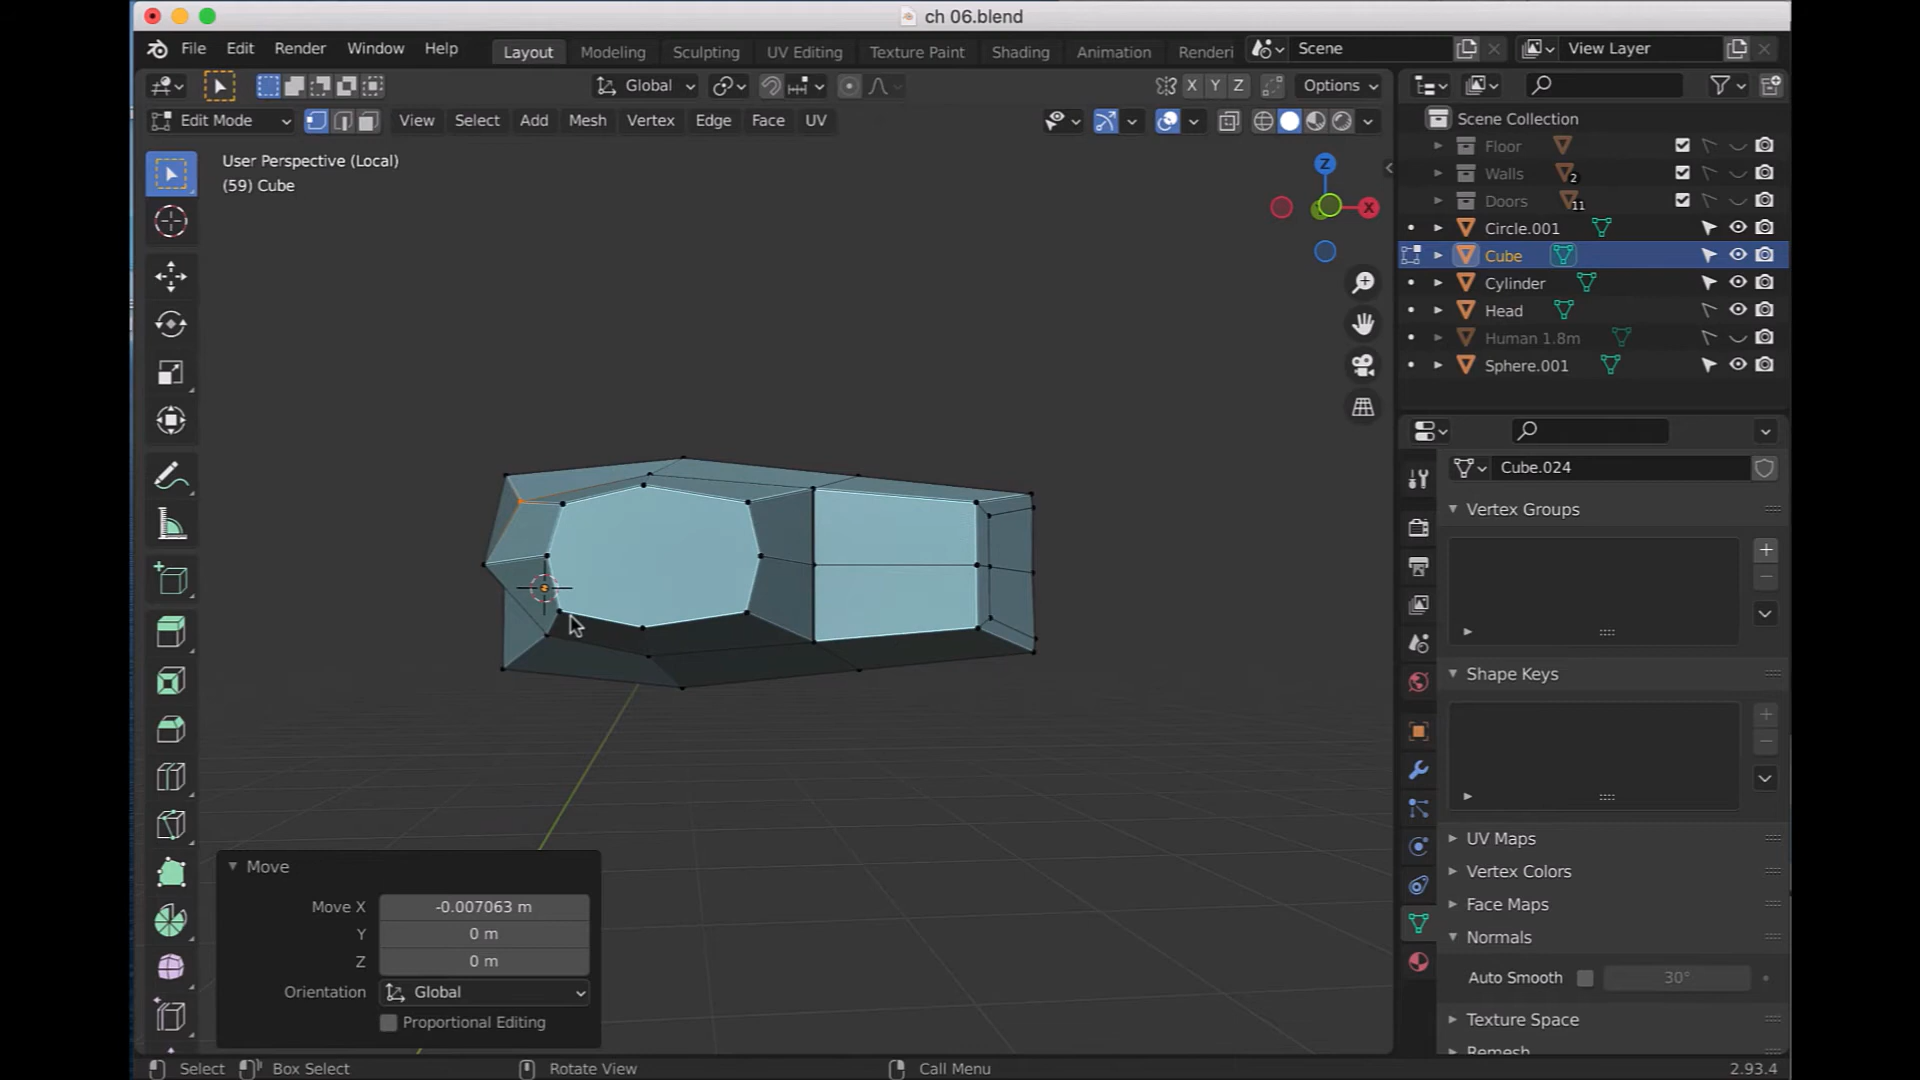 ch 06.blend
File Edit Render Window Help Layout Modeling Sculpting UV Editing Texture Paint Shading Animation Renderi Scene View Layer
Global X Y Z Options
Edit Mode View Select Add Mesh Vertex Edge Face UV
Scene Collection
User Perspective (Local)
(59) Cube
Z
X
Floor
Walls 2
Doors 11
Circle.001
Cube
Cylinder
Head
Human 1.8m
Sphere.001
Cube.024
Vertex Groups
Shape Keys
UV Maps
Vertex Colors
Face Maps
Normals
Auto Smooth 30°
Texture Space
Remesh
Move
Move X -0.007063 m
Y 0 m
Z 0 m
Orientation Global
Proportional Editing
Select Box Select Rotate View Call Menu 2.93.4